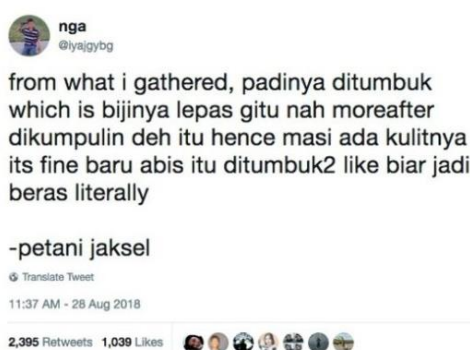 nga
@iyajgybg
from what i gathered, padinya ditumbuk
which is bijinya lepas gitu nah moreafter
dikumpulin deh itu hence masi ada kulitnya
its fine baru abis itu ditumbuk2 like biar jadi
beras literally
-petani jaksel
Translate Tweet
11:37 AM - 28 Aug 2018
2,395 Retweets 1,039 Likes